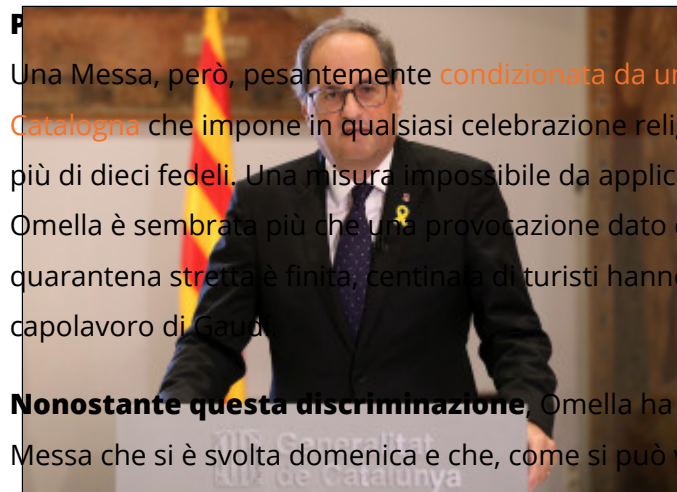 P
Una Messa, però, pesantemente condizionata da un
Catalogna che impone in qualsiasi celebrazione reli
più di dieci fedeli. Una misura impossibile da applic
Omella è sembrata più che una provocazione dato
quarantena stretta è finita, centinaia di turisti hann
capolavoro di Gaudí.
Nonostante questa discriminazione, Omella ha
Generalitat
Messa che si è svolta domenica e che, come si può
de Catalunya